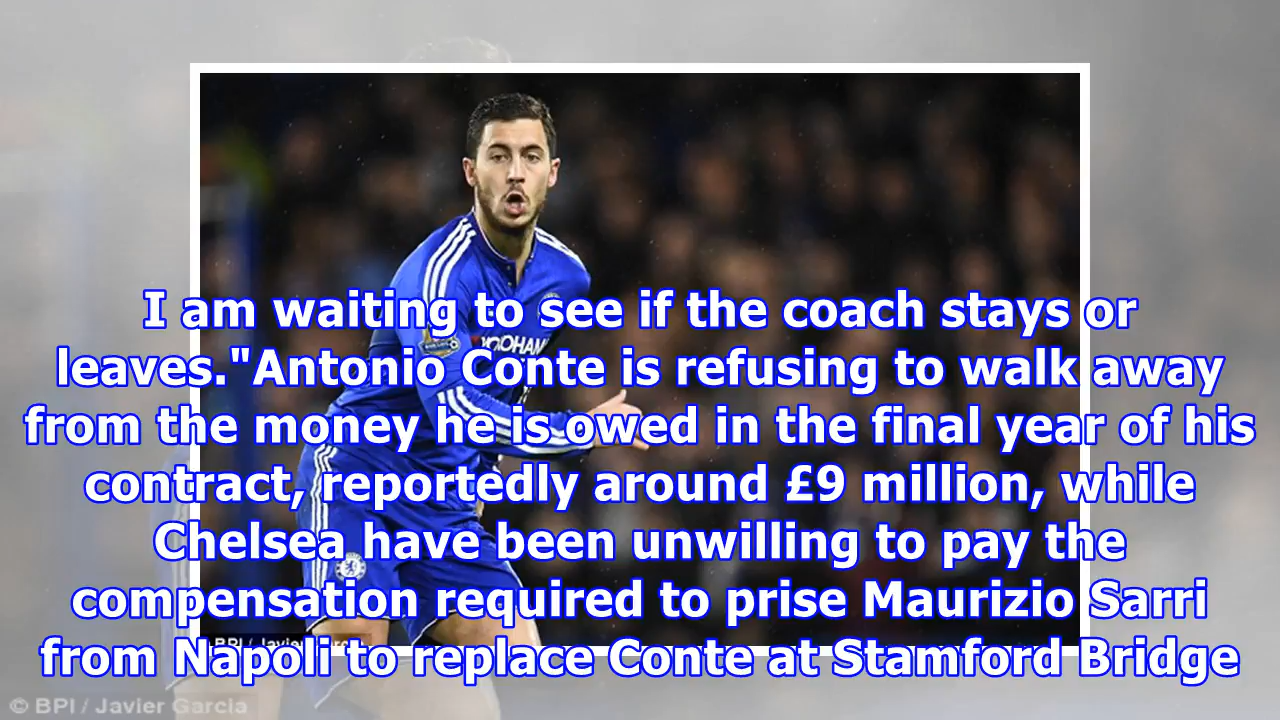 I am waiting to see if the coach stays or
leaves."Antonio Conte is refusing to walk away
from the money he is owed in the final year of his
contract, reportedly around £9 million, while
Chelsea have been unwilling to pay the
compensation required to prise Maurizio Sarri
from Napoli to replace Conte at Stamford Bridge
YOKOHAMA
© BPI / Javier Garcia